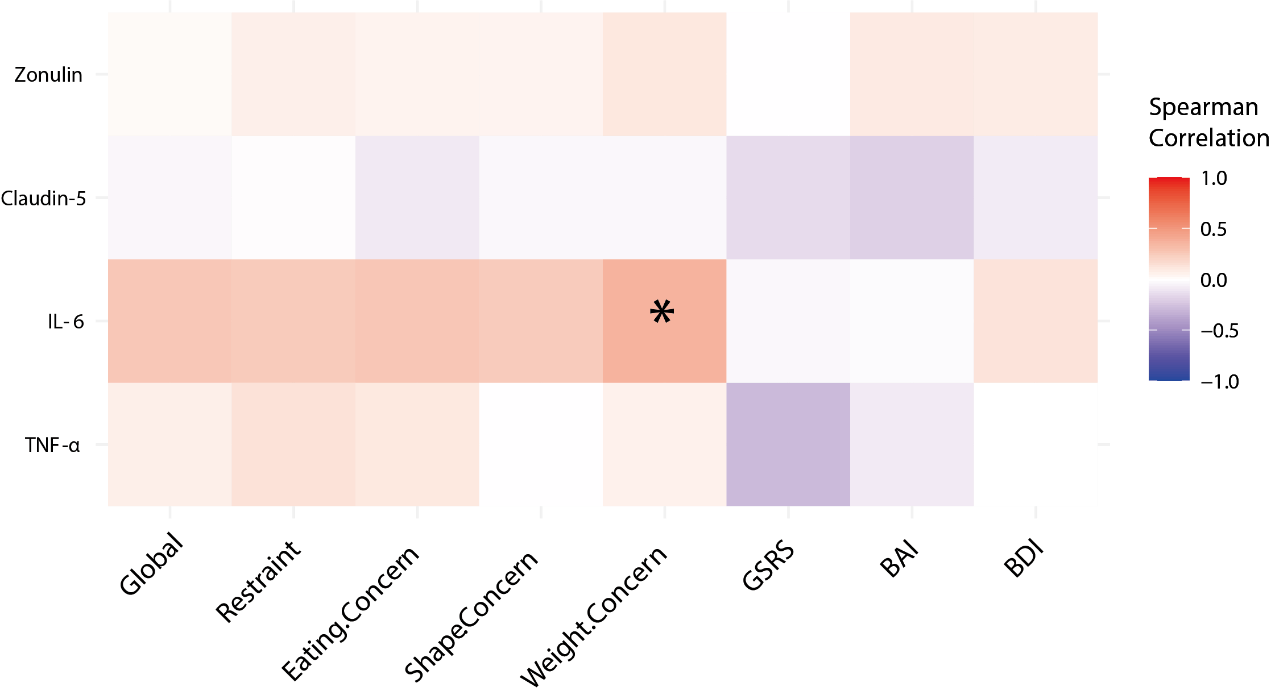 Zonulin
Claudin-5
IL-6
TNF-α
*
Global
Restraint
Eating.Concern
ShapeConcern
Weight.Concern
GSRS
BAI
BDI
Spearman
Correlation
1.0
0.5
0.0
−0.5
−1.0